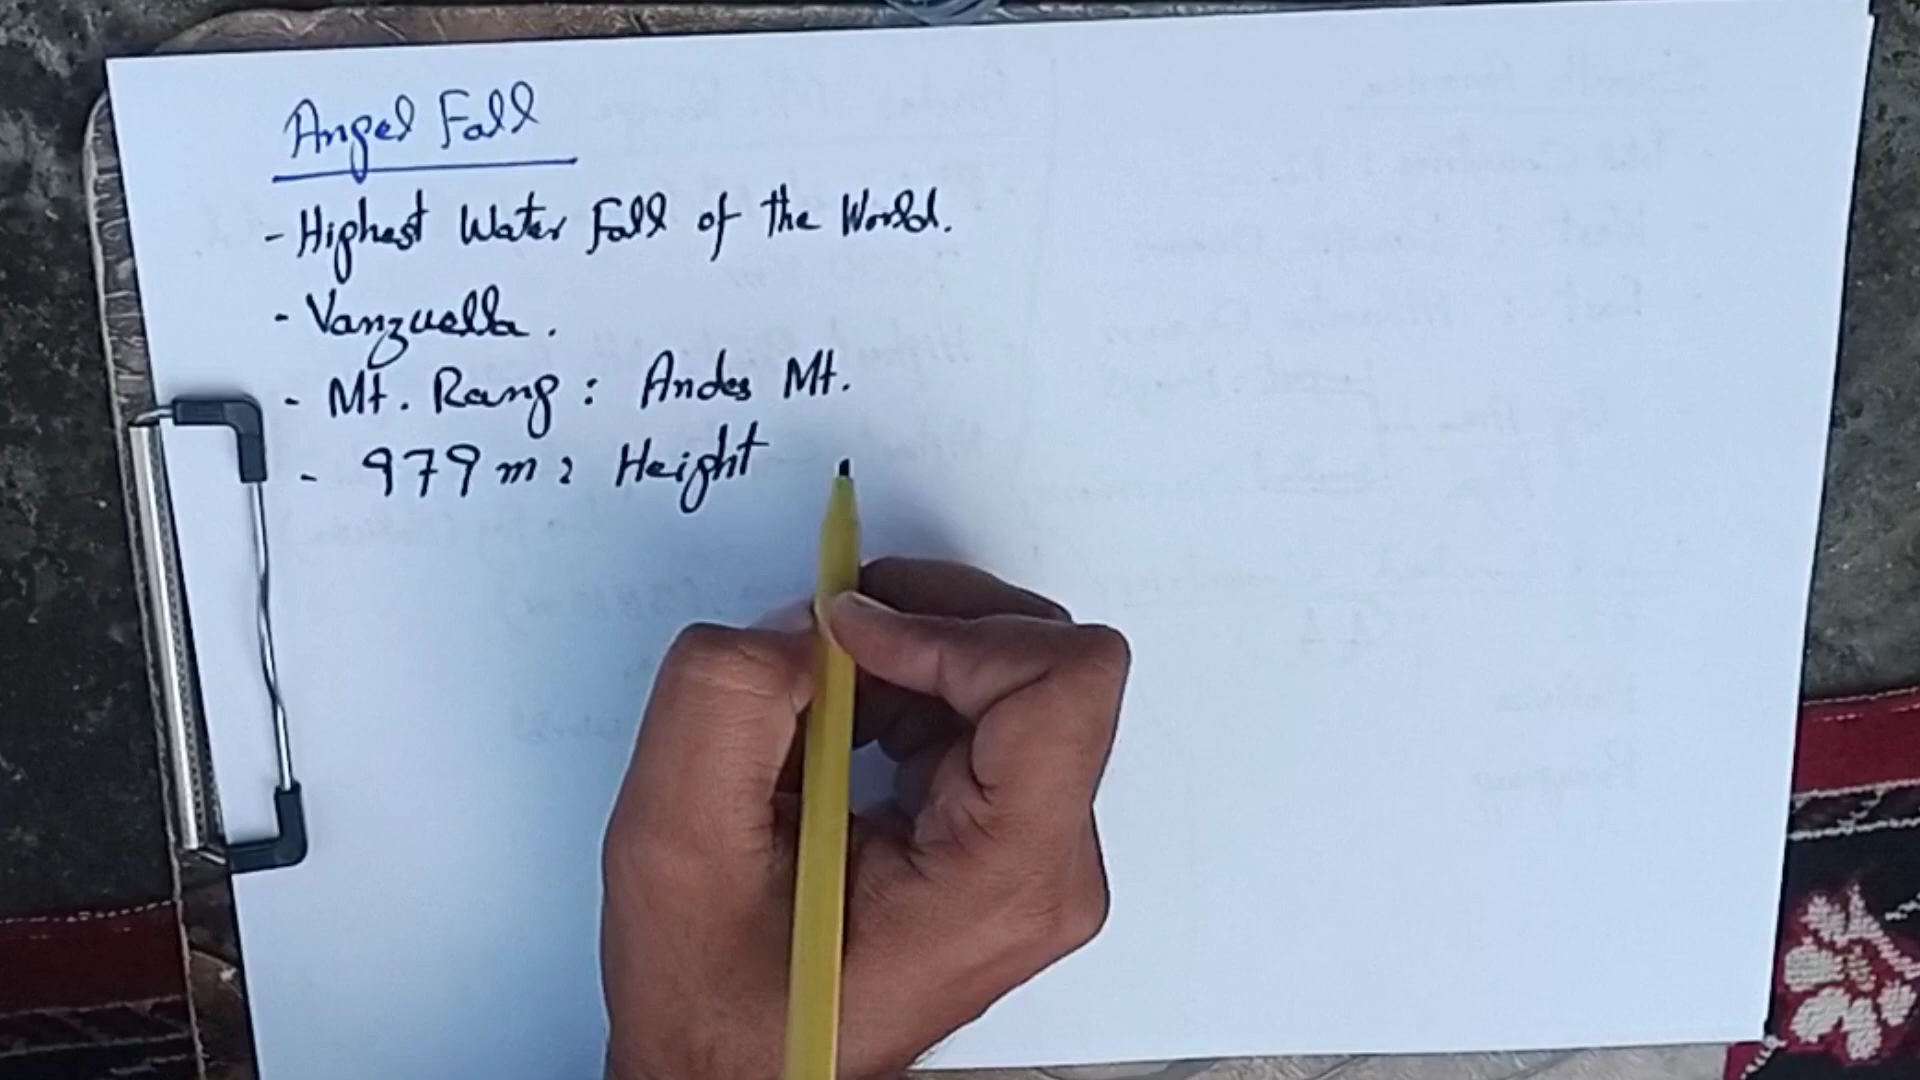 Angel Fall
- Highest Water Fall of the World.
- Vanzuella.
- Mt. Rang : Andes Mt.
- 979 m : Height